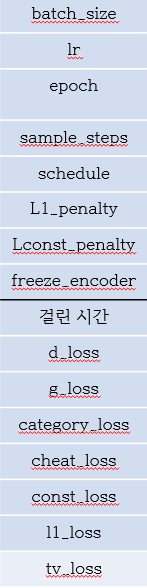 batch_size
lr
epoch
sample_steps
schedule
L1_penalty
Lconst_penalty
freeze_encoder
걸린 시간
d_loss
g_loss
category_loss
cheat_loss
const_loss
l1_loss
tv_loss